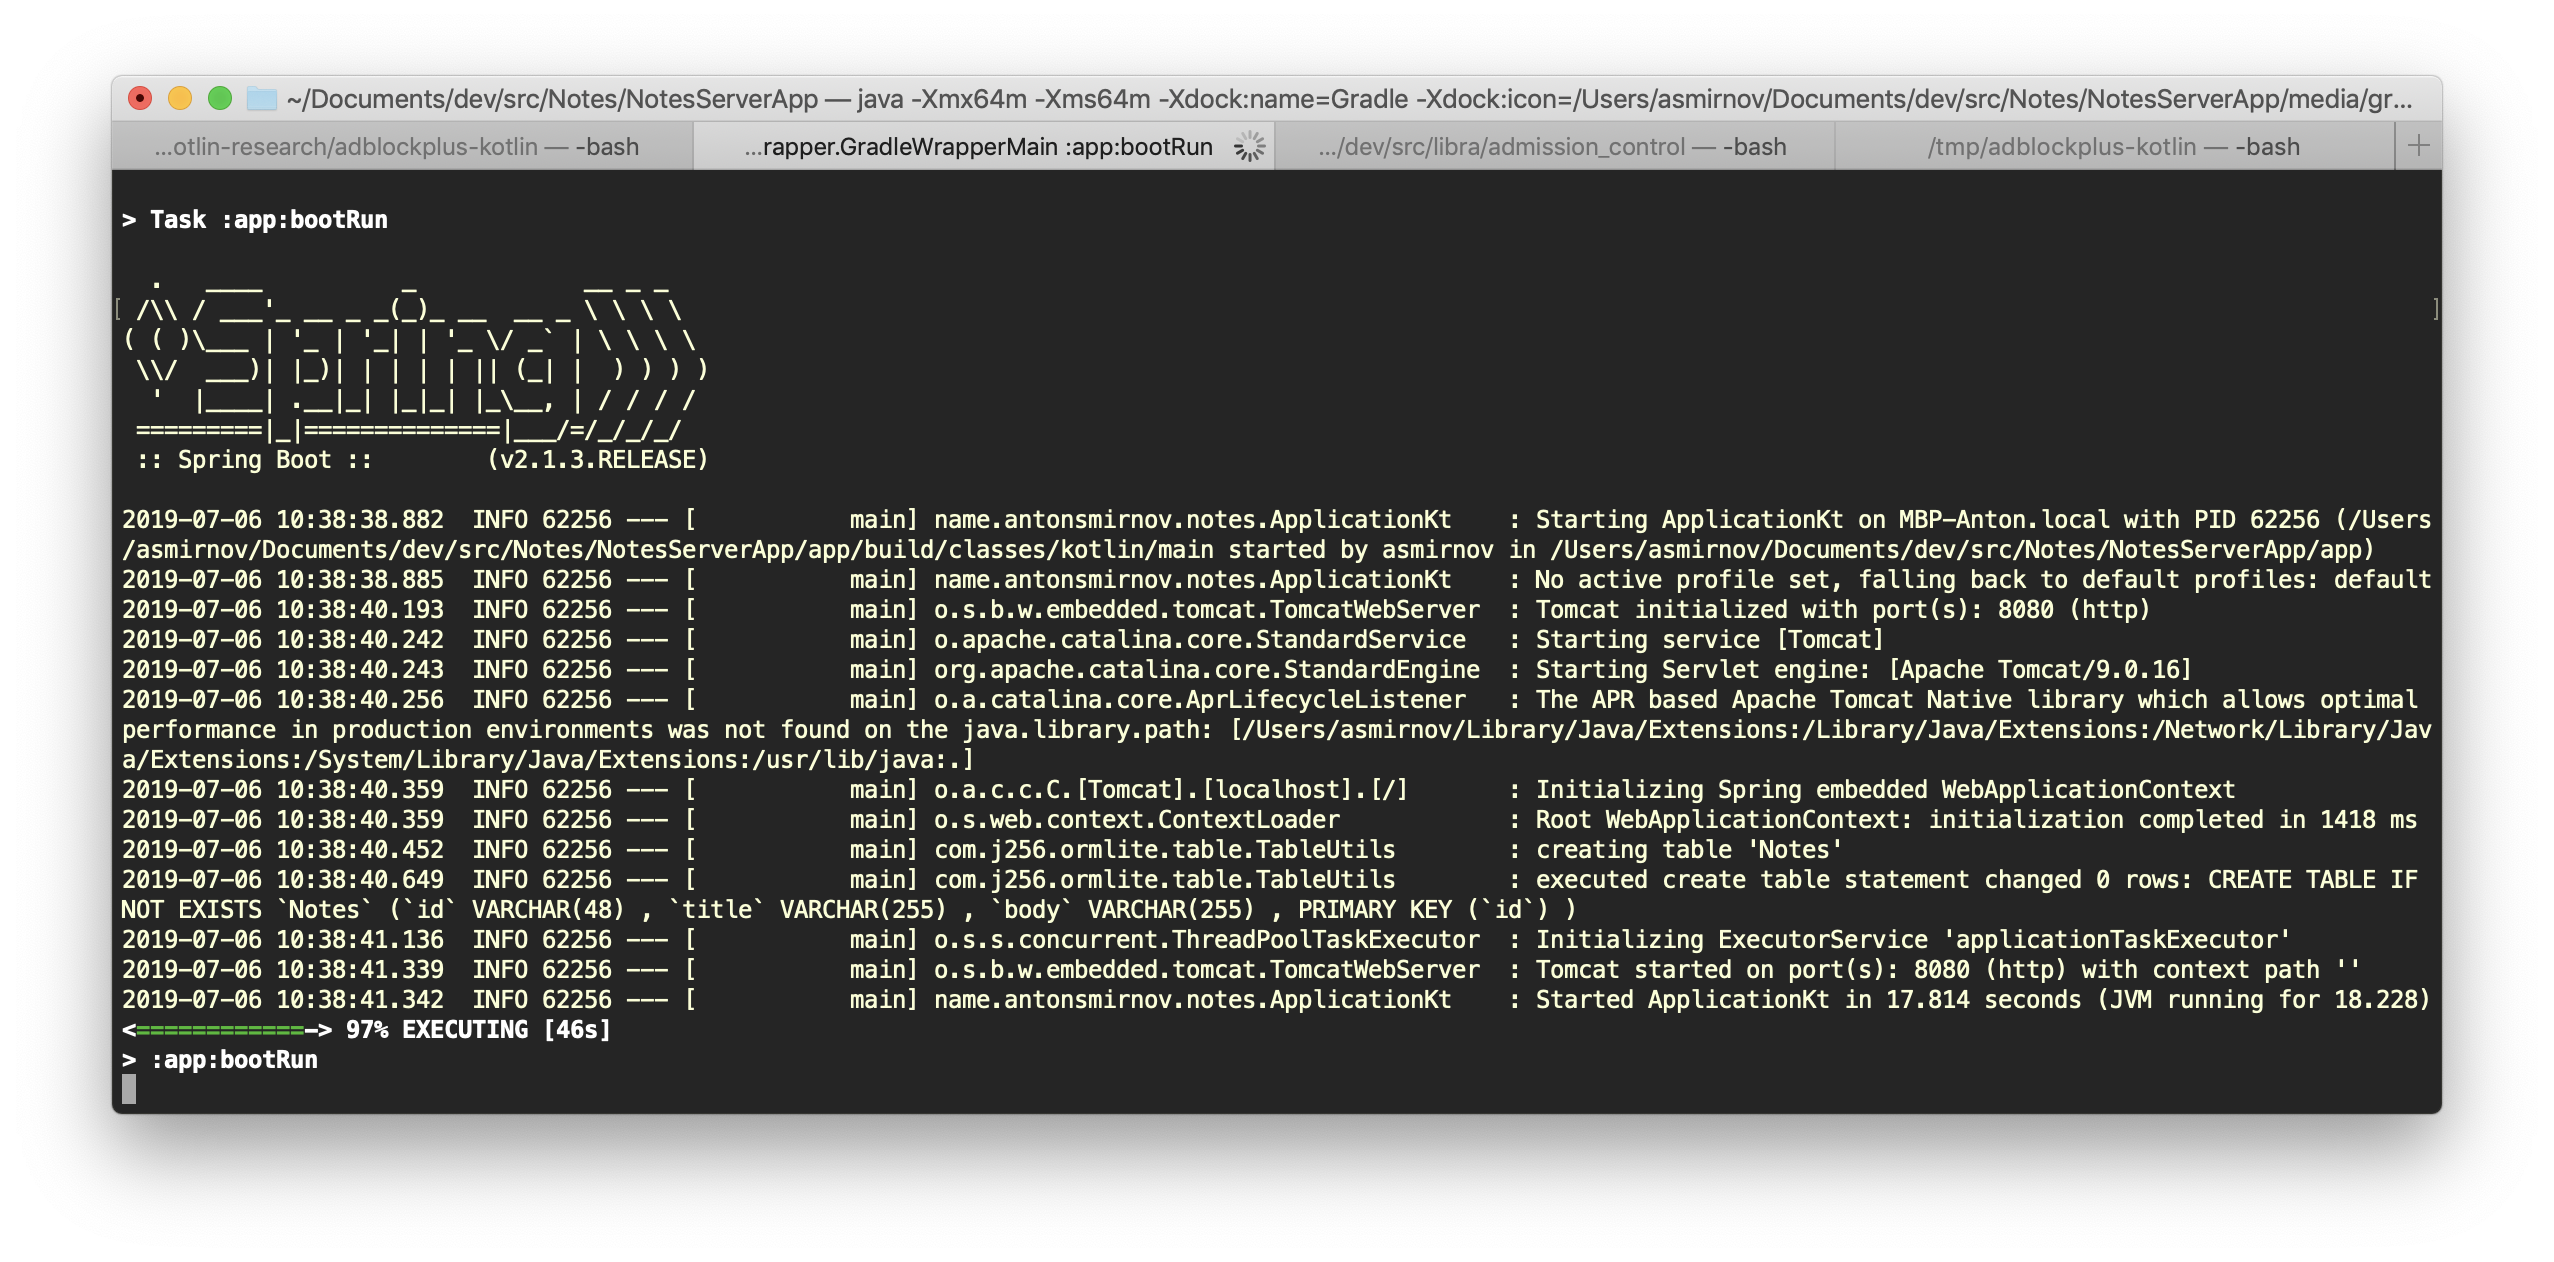 ~/Documents/dev/src/Notes/NotesServerApp — java -Xmx64m -Xms64m -Xdock:name=Gradle -Xdock:icon=/Users/asmirnov/Documents/dev/src/Notes/NotesServerApp/media/gr...
...otlin-research/adblockplus-kotlin — -bash
...rapper.GradleWrapperMain :app:bootRun
.../dev/src/libra/admission_control — -bash
/tmp/adblockplus-kotlin — -bash
+
> Task :app:bootRun
  .   ____          _            __ _ _
 /\\ / ___'_ __ _ _(_)_ __  __ _ \ \ \ \
( ( )\___ | '_ | '_| | '_ \/ _` | \ \ \ \
 \\/  ___)| |_)| | | | | || (_| |  ) ) ) )
  '  |____| .__|_| |_|_| |_\__, | / / / /
 =========|_|==============|___/=/_/_/_/
 :: Spring Boot ::        (v2.1.3.RELEASE)
2019-07-06 10:38:38.882  INFO 62256 --- [           main] name.antonsmirnov.notes.ApplicationKt    : Starting ApplicationKt on MBP-Anton.local with PID 62256 (/Users
/asmirnov/Documents/dev/src/Notes/NotesServerApp/app/build/classes/kotlin/main started by asmirnov in /Users/asmirnov/Documents/dev/src/Notes/NotesServerApp/app)
2019-07-06 10:38:38.885  INFO 62256 --- [           main] name.antonsmirnov.notes.ApplicationKt    : No active profile set, falling back to default profiles: default
2019-07-06 10:38:40.193  INFO 62256 --- [           main] o.s.b.w.embedded.tomcat.TomcatWebServer  : Tomcat initialized with port(s): 8080 (http)
2019-07-06 10:38:40.242  INFO 62256 --- [           main] o.apache.catalina.core.StandardService   : Starting service [Tomcat]
2019-07-06 10:38:40.243  INFO 62256 --- [           main] org.apache.catalina.core.StandardEngine  : Starting Servlet engine: [Apache Tomcat/9.0.16]
2019-07-06 10:38:40.256  INFO 62256 --- [           main] o.a.catalina.core.AprLifecycleListener   : The APR based Apache Tomcat Native library which allows optimal
performance in production environments was not found on the java.library.path: [/Users/asmirnov/Library/Java/Extensions:/Library/Java/Extensions:/Network/Library/Jav
a/Extensions:/System/Library/Java/Extensions:/usr/lib/java:.]
2019-07-06 10:38:40.359  INFO 62256 --- [           main] o.a.c.c.C.[Tomcat].[localhost].[/]       : Initializing Spring embedded WebApplicationContext
2019-07-06 10:38:40.359  INFO 62256 --- [           main] o.s.web.context.ContextLoader            : Root WebApplicationContext: initialization completed in 1418 ms
2019-07-06 10:38:40.452  INFO 62256 --- [           main] com.j256.ormlite.table.TableUtils        : creating table 'Notes'
2019-07-06 10:38:40.649  INFO 62256 --- [           main] com.j256.ormlite.table.TableUtils        : executed create table statement changed 0 rows: CREATE TABLE IF
NOT EXISTS `Notes` (`id` VARCHAR(48) , `title` VARCHAR(255) , `body` VARCHAR(255) , PRIMARY KEY (`id`) )
2019-07-06 10:38:41.136  INFO 62256 --- [           main] o.s.s.concurrent.ThreadPoolTaskExecutor  : Initializing ExecutorService 'applicationTaskExecutor'
2019-07-06 10:38:41.339  INFO 62256 --- [           main] o.s.b.w.embedded.tomcat.TomcatWebServer  : Tomcat started on port(s): 8080 (http) with context path ''
2019-07-06 10:38:41.342  INFO 62256 --- [           main] name.antonsmirnov.notes.ApplicationKt    : Started ApplicationKt in 17.814 seconds (JVM running for 18.228)
<============-> 97% EXECUTING [46s]
> :app:bootRun